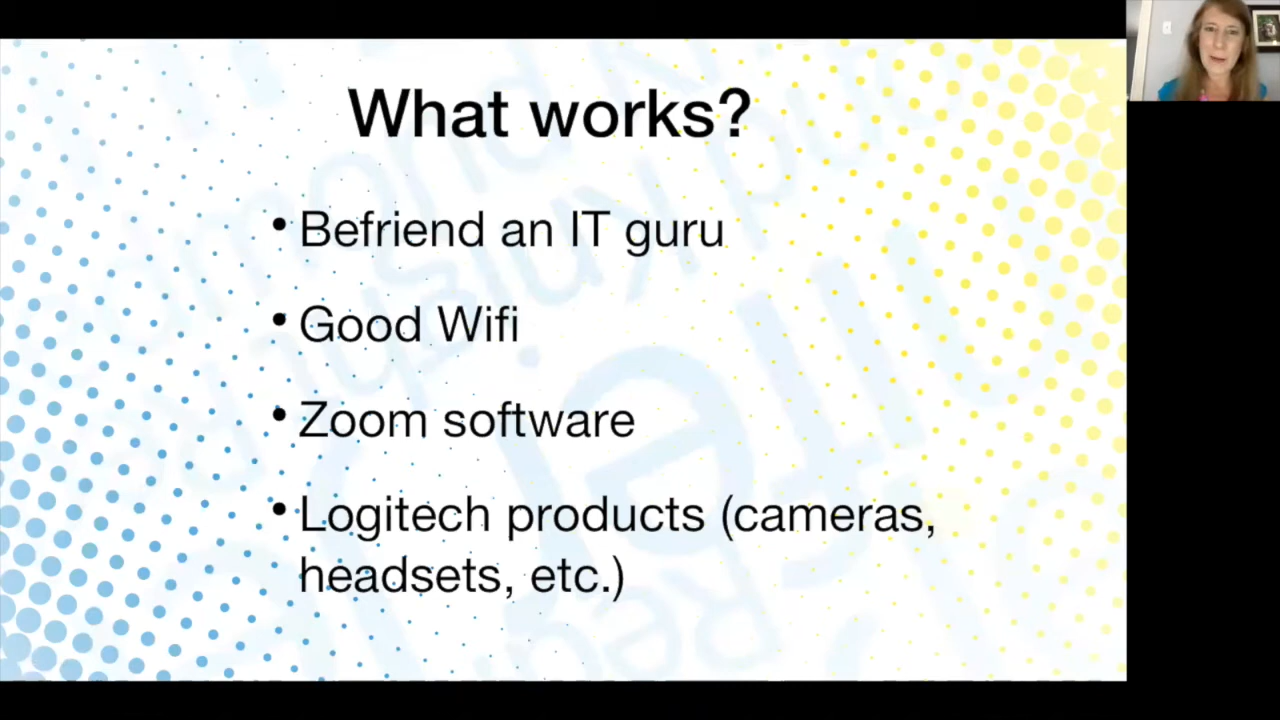 What works?
• Befriend an IT guru
• Good Wifi
• Zoom software
• Logitech products (cameras,
headsets, etc.)